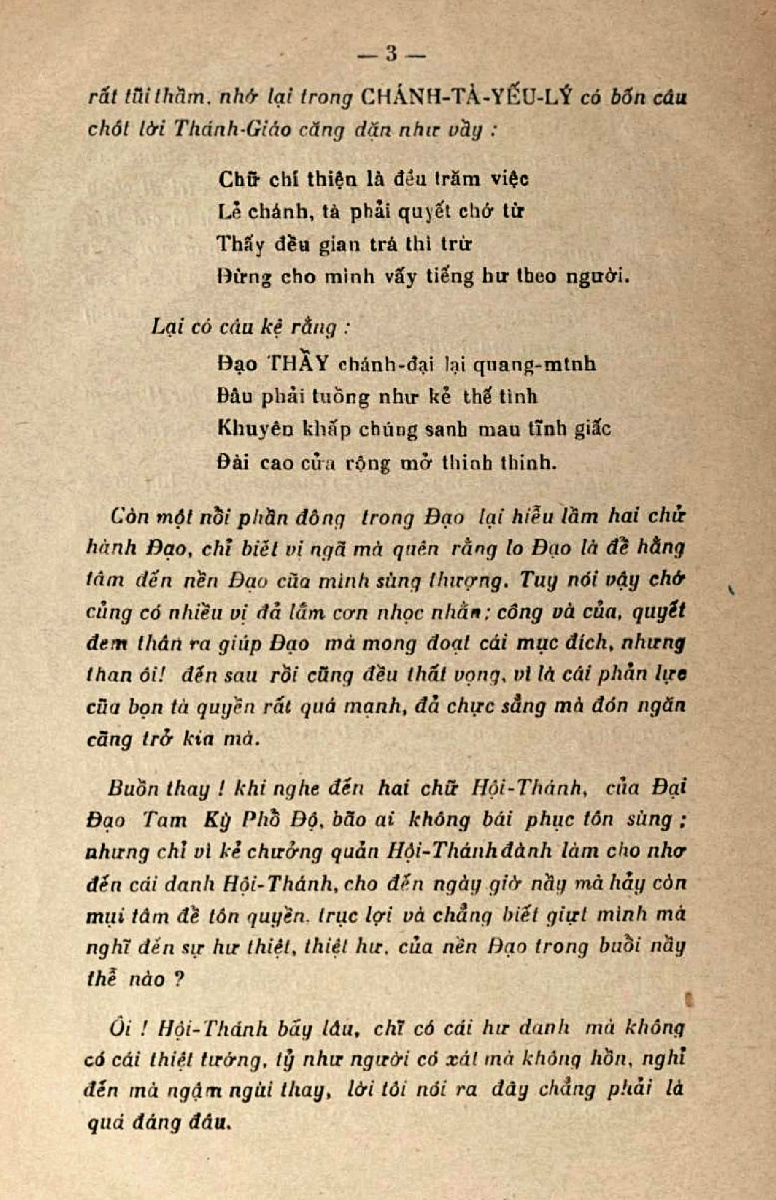 — 3 —
rất tũi thầm. nhớ lại trong CHÁNH-TÀ-YẾU-LÝ có bốn câu
chót lời Thánh-Giáo căng dặn như vầy :
Chữ chí thiện là đều trăm việc
Lẻ chánh, tà phải quyết chớ từ
Thấy đều gian trá thì trừ
Đừng cho mình vấy tiếng hư theo người.
Lại có câu kệ rằng :
Đạo THẦY chánh-đại lại quang-minh
Đâu phải tuồng như kẻ thế tình
Khuyên khắp chúng sanh mau tĩnh giấc
Đài cao cửa rộng mở thinh thinh.
Còn một nồi phần đông trong Đạo lại hiễu lầm hai chử
hành Đạo, chỉ biết vị ngã mà quên rằng lo Đạo là để hằng
tâm đến nền Đạo cũa mình sùng thượng. Tuy nói vậy chớ
củng có nhiều vị đả lắm cơn nhọc nhằn; công và của, quyết
đem thân ra giúp Đạo mà mong đoạt cái mục đích, nhưng
than ôi! đến sau rồi cũng đều thất vọng, vì là cái phản lực
cũa bọn tà quyền rất quá mạnh, đả chực sẳng mà đón ngăn
cãng trở kia mà.
Buồn thay ! khi nghe đến hai chữ Hội-Thánh, của Đại
Đạo Tam Kỳ Phổ Độ, bão ai không bái phục tôn sùng ;
nhưng chỉ vì kẻ chưởng quản Hội-Thánh đành làm cho nhơ
đến cái danh Hội-Thánh, cho đến ngày giờ nầy mà hảy còn
mụi tâm để tôn quyền. trục lợi và chẳng biết giựt mình mà
nghĩ đến sự hư thiệt, thiệt hư. của nền Đạo trong buổi nầy
thể nào ?
Ôi ! Hội-Thánh bấy lâu, chĩ có cái hư danh mà không
có cái thiệt tướng, tỷ như người có xát mà không hồn, nghĩ
đến mà ngậm ngùi thay, lời tôi nói ra đây chẳng phải là
quá đáng đâu.